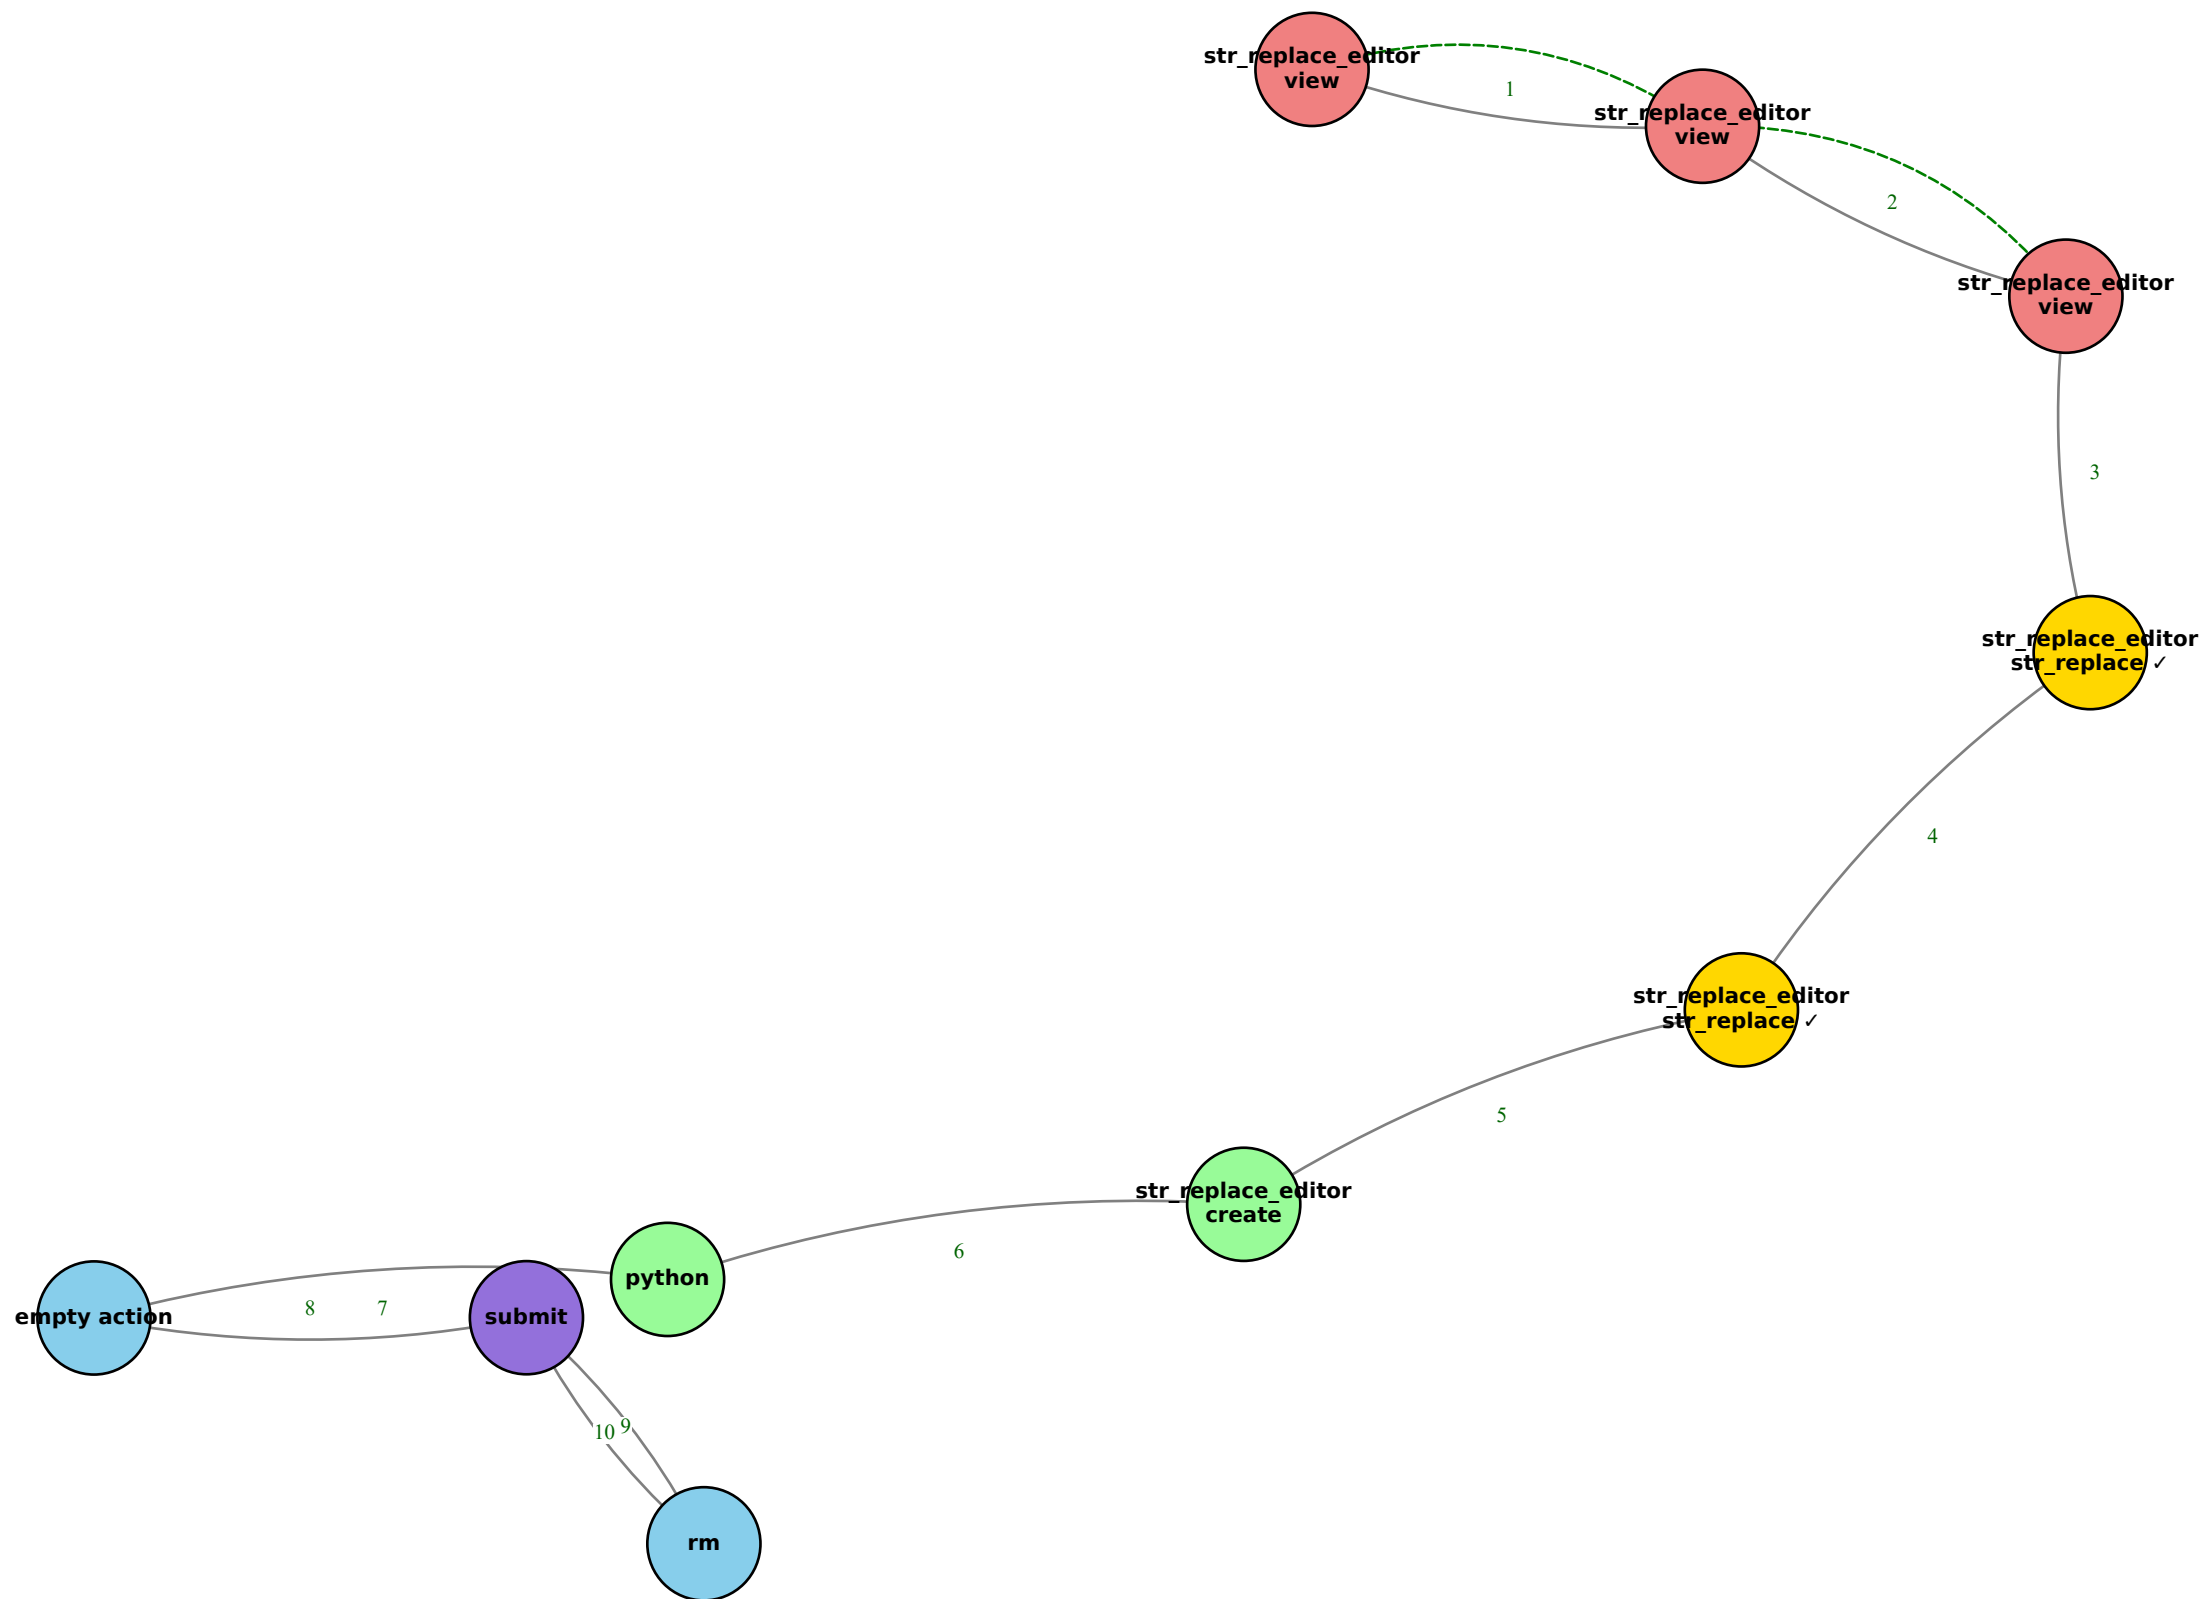 str_replace_editor
view
1
str_replace_editor
view
2
str_replace_editor
view
3
str_replace_editor
str_replace ✓
4
str_replace_editor
str_replace ✓
5
str_replace_editor
create
6
python
empty action
8
7
submit
10
9
rm